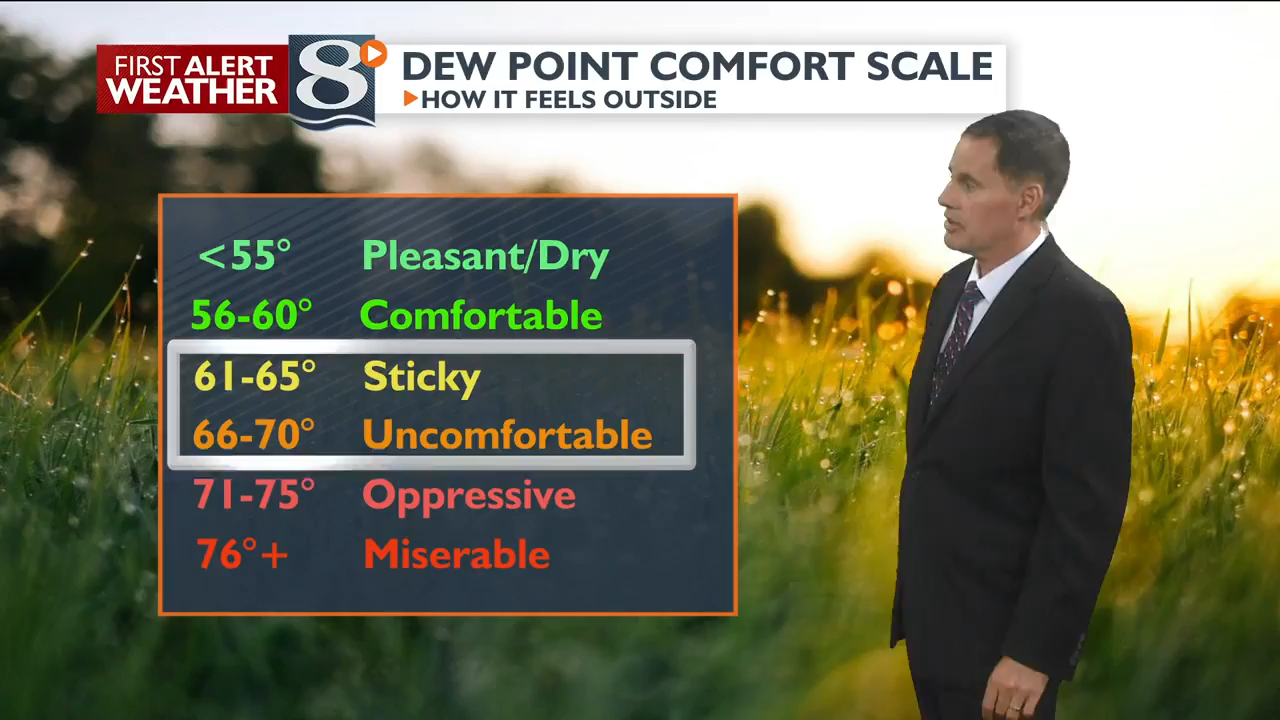 FIRST ALERT
WEATHER
8
DEW POINT COMFORT SCALE
HOW IT FEELS OUTSIDE
<55° Pleasant/Dry
56-60° Comfortable
61-65° Sticky
66-70° Uncomfortable
71-75° Oppressive
76°+ Miserable